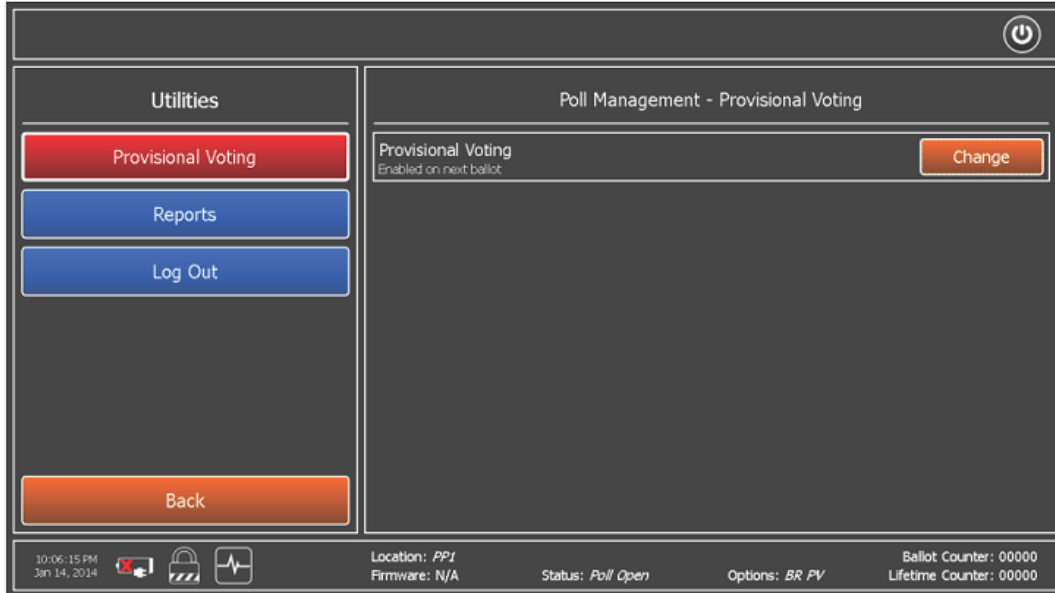 Utilities
Poll Management - Provisional Voting
Provisional Voting
Reports
Log Out
Back
Provisional Voting
Enabled on next ballot
Change
10:06:15 PM
Jan 14, 2014
Location: PP1
Firmware: N/A
Status: Poll Open
Options: BR PV
Ballot Counter: 00000
Lifetime Counter: 00000